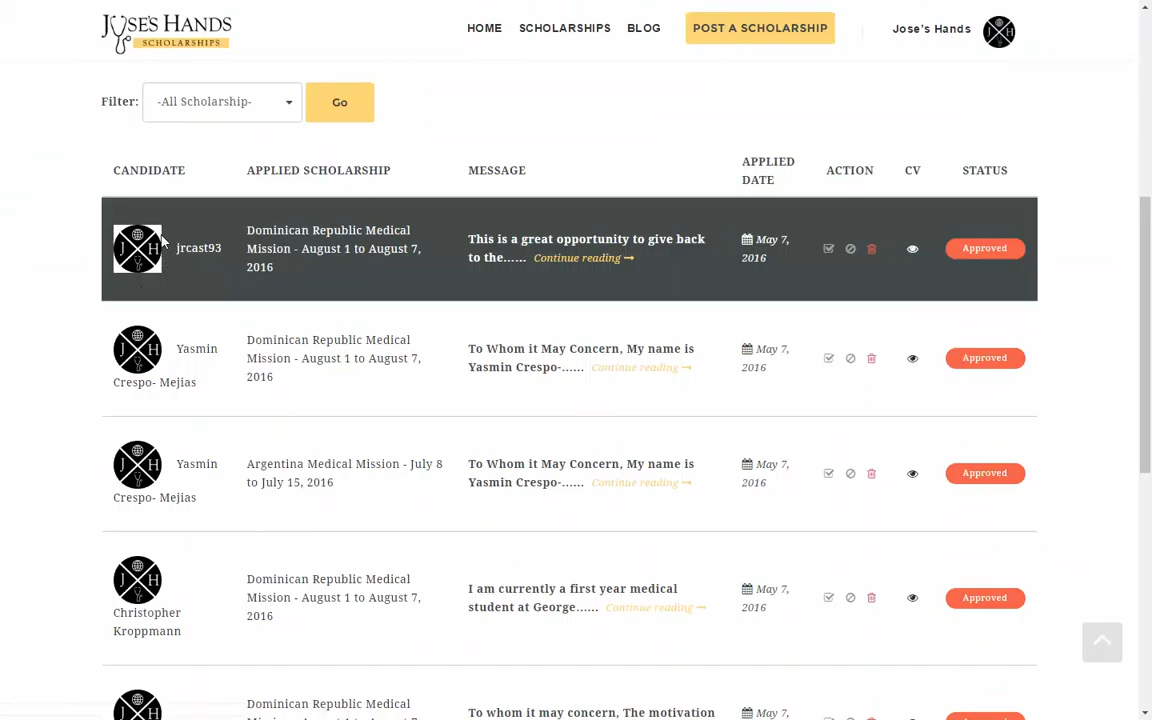 JOSE'S HANDS
SCHOLARSHIPS
HOME SCHOLARSHIPS BLOG POST A SCHOLARSHIP Jose's Hands
Filter: -All Scholarship- Go
CANDIDATE APPLIED SCHOLARSHIP MESSAGE APPLIED DATE ACTION CV STATUS
J H
jrcast93
Dominican Republic Medical
Mission - August 1 to August 7,
2016
This is a great opportunity to give back
to the...... Continue reading →
May 7,
2016
Approved
J H
Yasmin
Crespo- Mejias
Dominican Republic Medical
Mission - August 1 to August 7,
2016
To Whom it May Concern, My name is
Yasmin Crespo-...... Continue reading →
May 7,
2016
Approved
J H
Yasmin
Crespo- Mejias
Argentina Medical Mission - July 8
to July 15, 2016
To Whom it May Concern, My name is
Yasmin Crespo-...... Continue reading →
May 7,
2016
Approved
J H
Christopher
Kroppmann
Dominican Republic Medical
Mission - August 1 to August 7,
2016
I am currently a first year medical
student at George...... Continue reading →
May 7,
2016
Approved
J H
Dominican Republic Medical
To whom it may concern, The motivation
May 7,